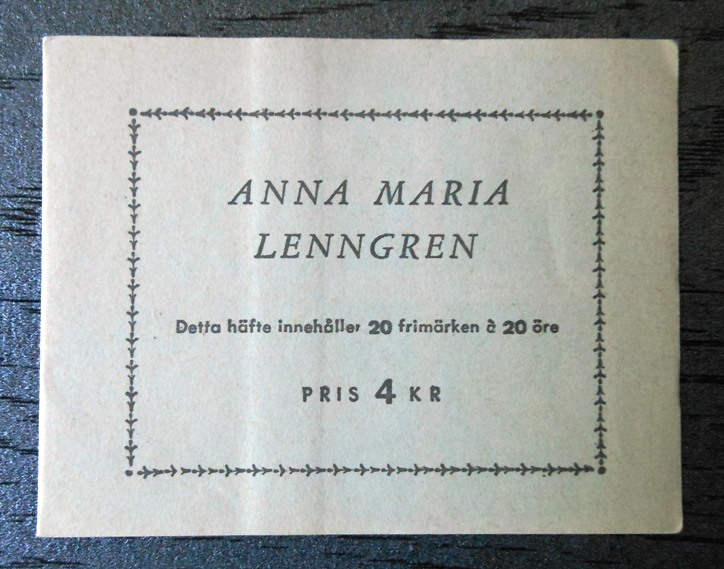 ANNA MARIA
LENNGREN
Detta häfte innehåller 20 frimärken à 20 öre
PRIS 4 KR